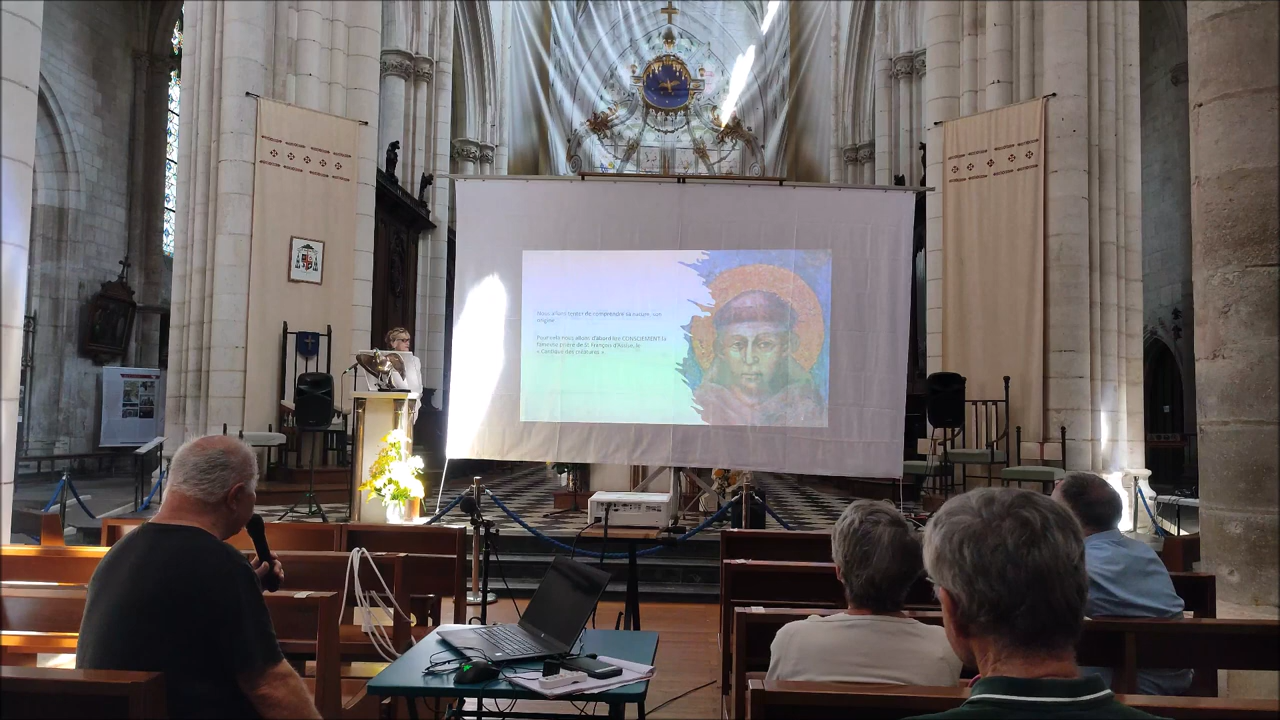 Nous allons tenter de comprendre sa nature, son
origine.
Pour cela nous allons d'abord lire CONSCIEMMENT la
fameuse prière de St François d'Assise, le
« Cantique des créatures ».